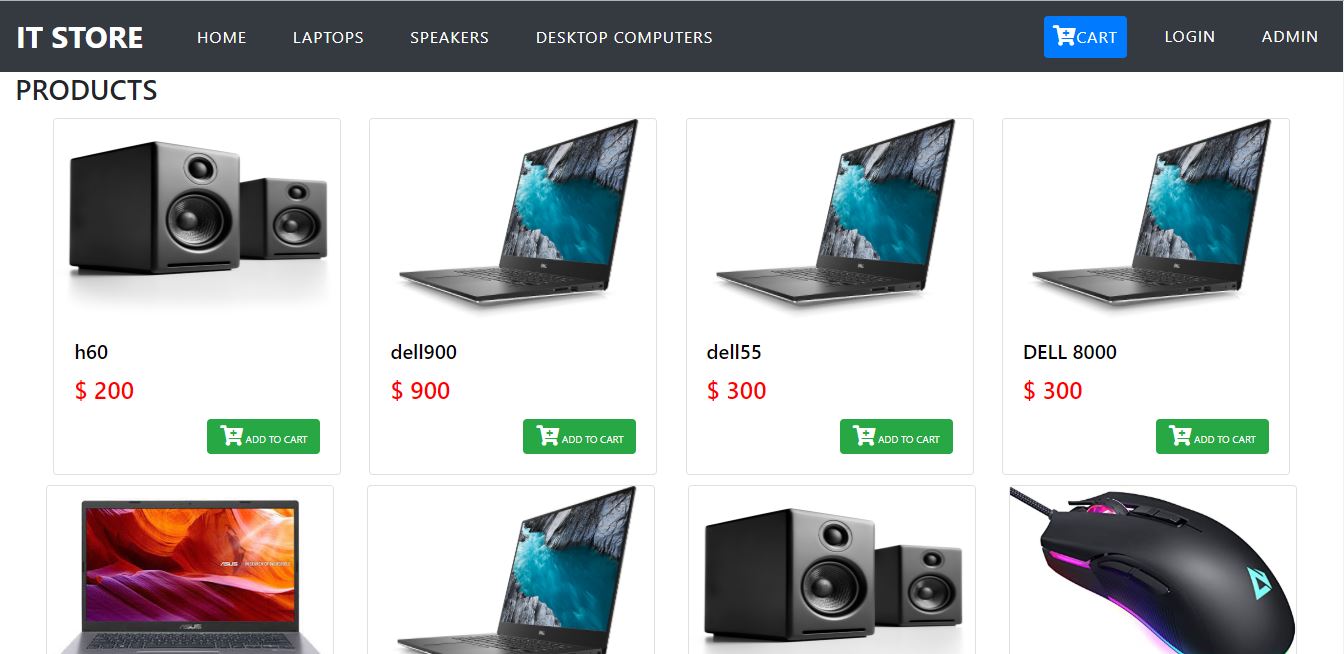 IT STORE HOME LAPTOPS SPEAKERS DESKTOP COMPUTERS CART LOGIN ADMIN
PRODUCTS
h60
$ 200
ADD TO CART
dell900
$ 900
ADD TO CART
dell55
$ 300
ADD TO CART
DELL 8000
$ 300
ADD TO CART